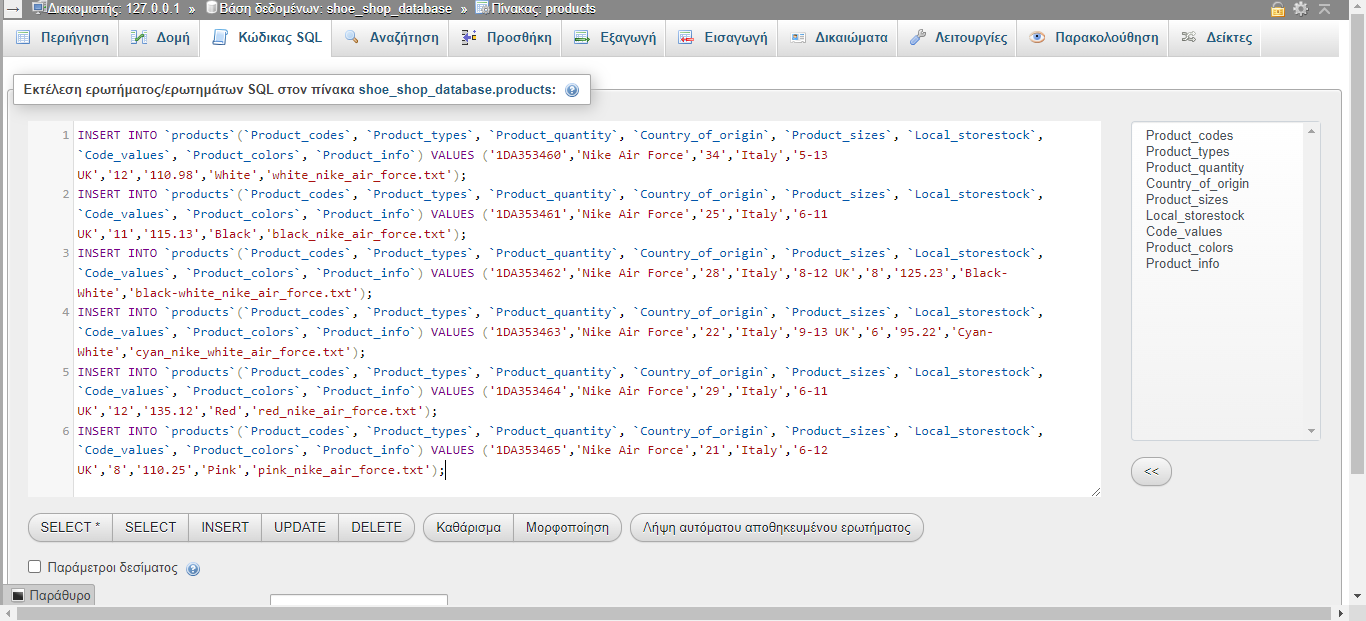 Διακομιστής: 127.0.0.1 » Βάση δεδομένων: shoe_shop_database » Πίνακας: products
Περιήγηση Δομή Κώδικας SQL Αναζήτηση Προσθήκη Εξαγωγή Εισαγωγή Δικαιώματα Λειτουργίες Παρακολούθηση Δείκτες
Εκτέλεση ερωτήματος/ερωτημάτων SQL στον πίνακα shoe_shop_database.products:
1 INSERT INTO `products`(`Product_codes`, `Product_types`, `Product_quantity`, `Country_of_origin`, `Product_sizes`, `Local_storestock`,
`Code_values`, `Product_colors`, `Product_info`) VALUES ('1DA353460','Nike Air Force','34','Italy','5-13
UK','12','110.98','White','white_nike_air_force.txt');
2 INSERT INTO `products`(`Product_codes`, `Product_types`, `Product_quantity`, `Country_of_origin`, `Product_sizes`, `Local_storestock`,
`Code_values`, `Product_colors`, `Product_info`) VALUES ('1DA353461','Nike Air Force','25','Italy','6-11
UK','11','115.13','Black','black_nike_air_force.txt');
3 INSERT INTO `products`(`Product_codes`, `Product_types`, `Product_quantity`, `Country_of_origin`, `Product_sizes`, `Local_storestock`,
`Code_values`, `Product_colors`, `Product_info`) VALUES ('1DA353462','Nike Air Force','28','Italy','8-12 UK','8','125.23','Black-
White','black-white_nike_air_force.txt');
4 INSERT INTO `products`(`Product_codes`, `Product_types`, `Product_quantity`, `Country_of_origin`, `Product_sizes`, `Local_storestock`,
`Code_values`, `Product_colors`, `Product_info`) VALUES ('1DA353463','Nike Air Force','22','Italy','9-13 UK','6','95.22','Cyan-
White','cyan_nike_white_air_force.txt');
5 INSERT INTO `products`(`Product_codes`, `Product_types`, `Product_quantity`, `Country_of_origin`, `Product_sizes`, `Local_storestock`,
`Code_values`, `Product_colors`, `Product_info`) VALUES ('1DA353464','Nike Air Force','29','Italy','6-11
UK','12','135.12','Red','red_nike_air_force.txt');
6 INSERT INTO `products`(`Product_codes`, `Product_types`, `Product_quantity`, `Country_of_origin`, `Product_sizes`, `Local_storestock`,
`Code_values`, `Product_colors`, `Product_info`) VALUES ('1DA353465','Nike Air Force','21','Italy','6-12
UK','8','110.25','Pink','pink_nike_air_force.txt');
Product_codes
Product_types
Product_quantity
Country_of_origin
Product_sizes
Local_storestock
Code_values
Product_colors
Product_info
<<
SELECT * SELECT INSERT UPDATE DELETE Καθάρισμα Μορφοποίηση Λήψη αυτόματου αποθηκευμένου ερωτήματος
Παράμετροι δεσίματος
Παράθυρο